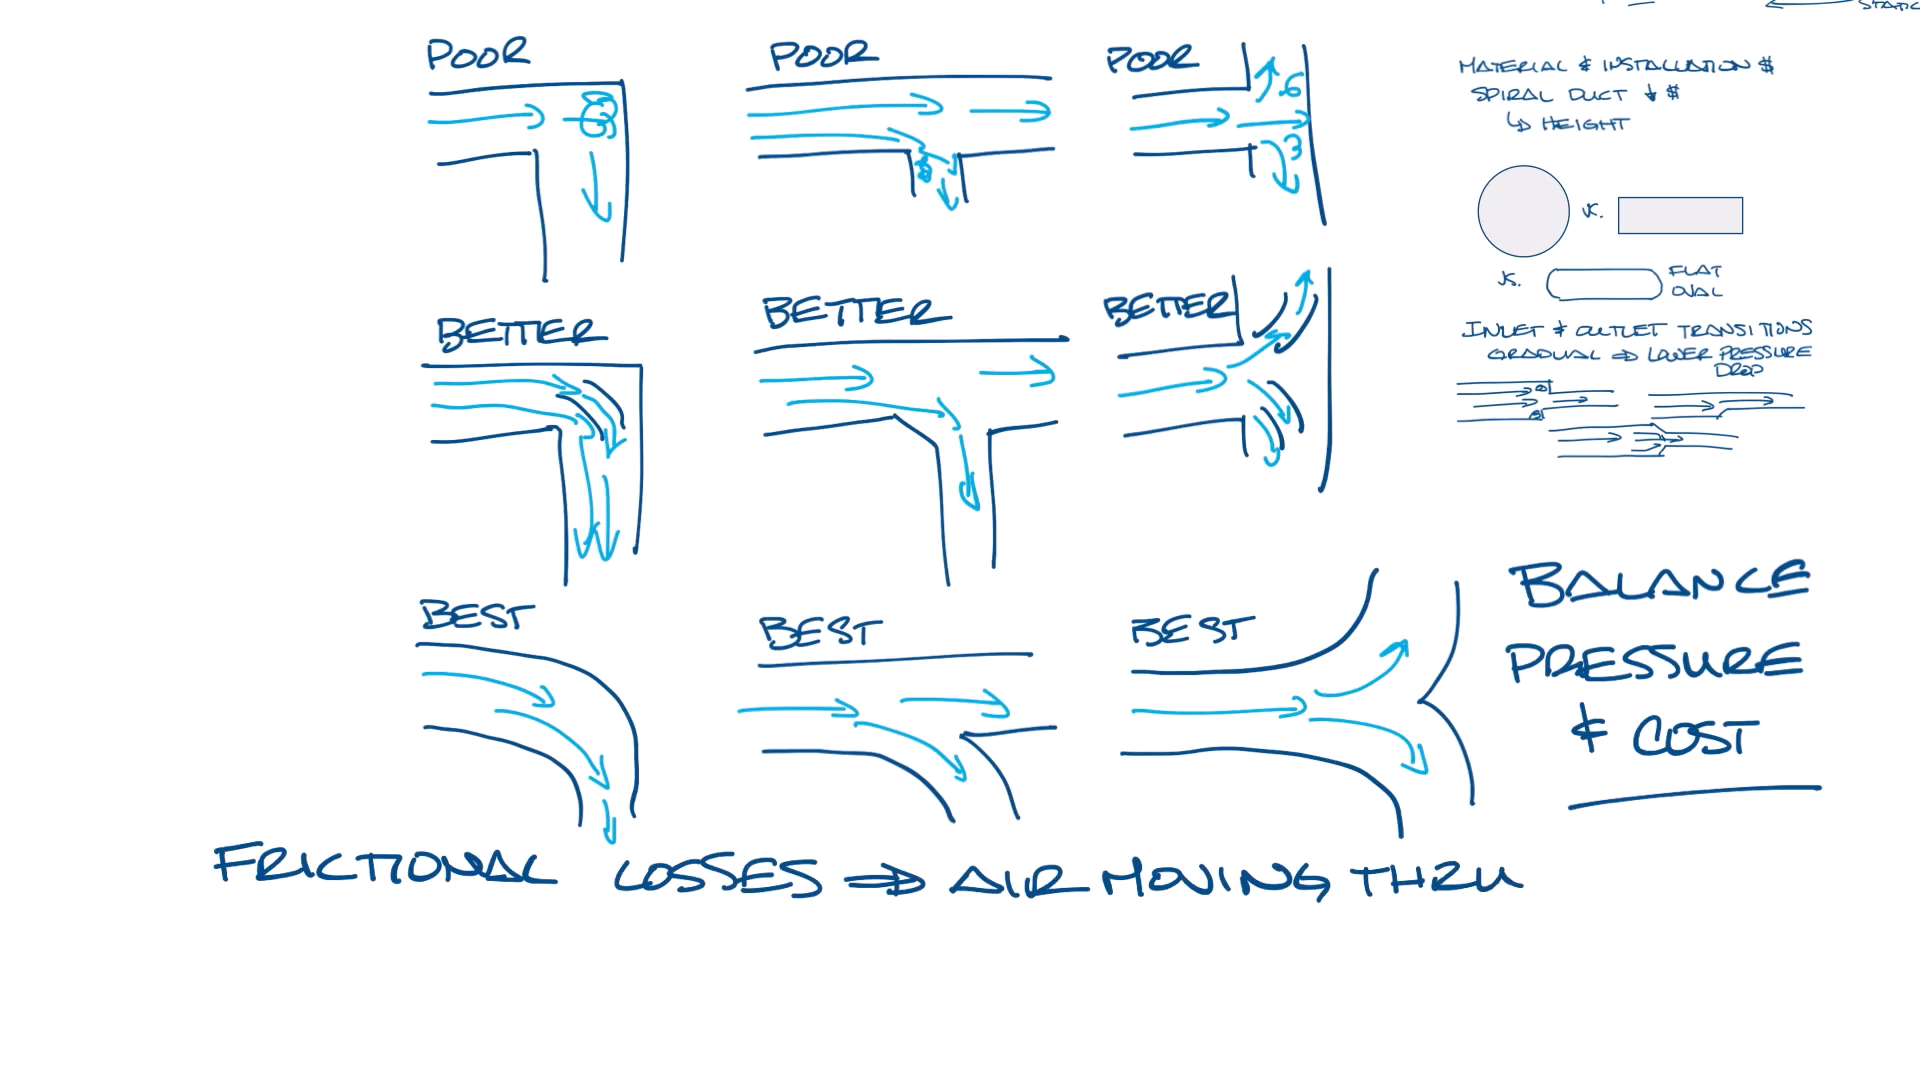 STATIC
POOR
POOR
POOR
MATERIAL & INSTALLATION $
SPIRAL DUCT ↓ $
↳ HEIGHT
VS.
VS.
FLAT
OVAL
BETTER
BETTER
BETTER
INLET & OUTLET TRANSITIONS
GRADUAL ⇒ LOWER PRESSURE
DROP
BEST
BEST
BEST
BALANCE
PRESSURE
& COST
FRICTIONAL LOSSES ⇒ AIR MOVING THRU